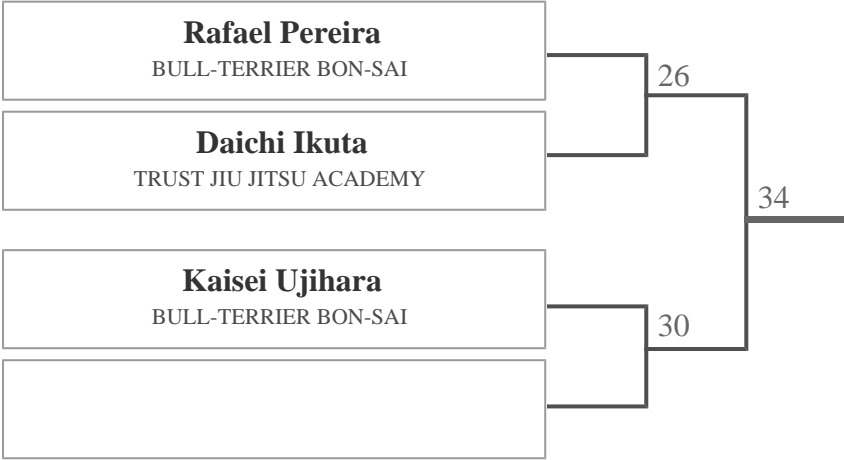 Rafael Pereira
BULL-TERRIER BON-SAI
26
Daichi Ikuta
TRUST JIU JITSU ACADEMY
34
Kaisei Ujihara
BULL-TERRIER BON-SAI
30